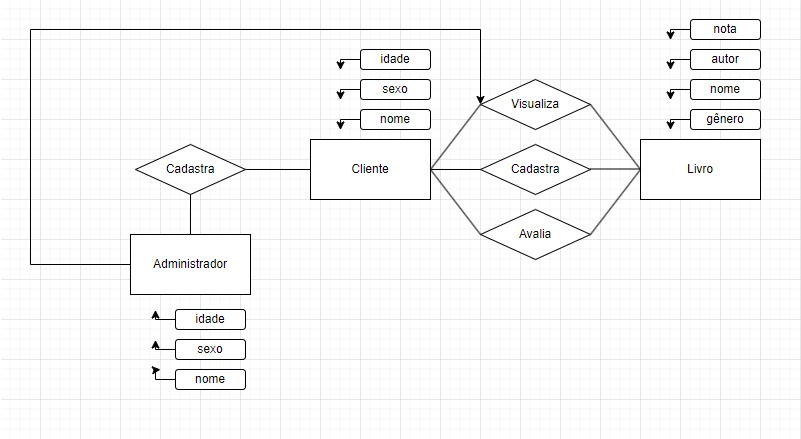 nota
idade
autor
sexo
nome
Visualiza
nome
gênero
Cadastra
Cliente
Cadastra
Livro
Avalia
Administrador
idade
sexo
nome